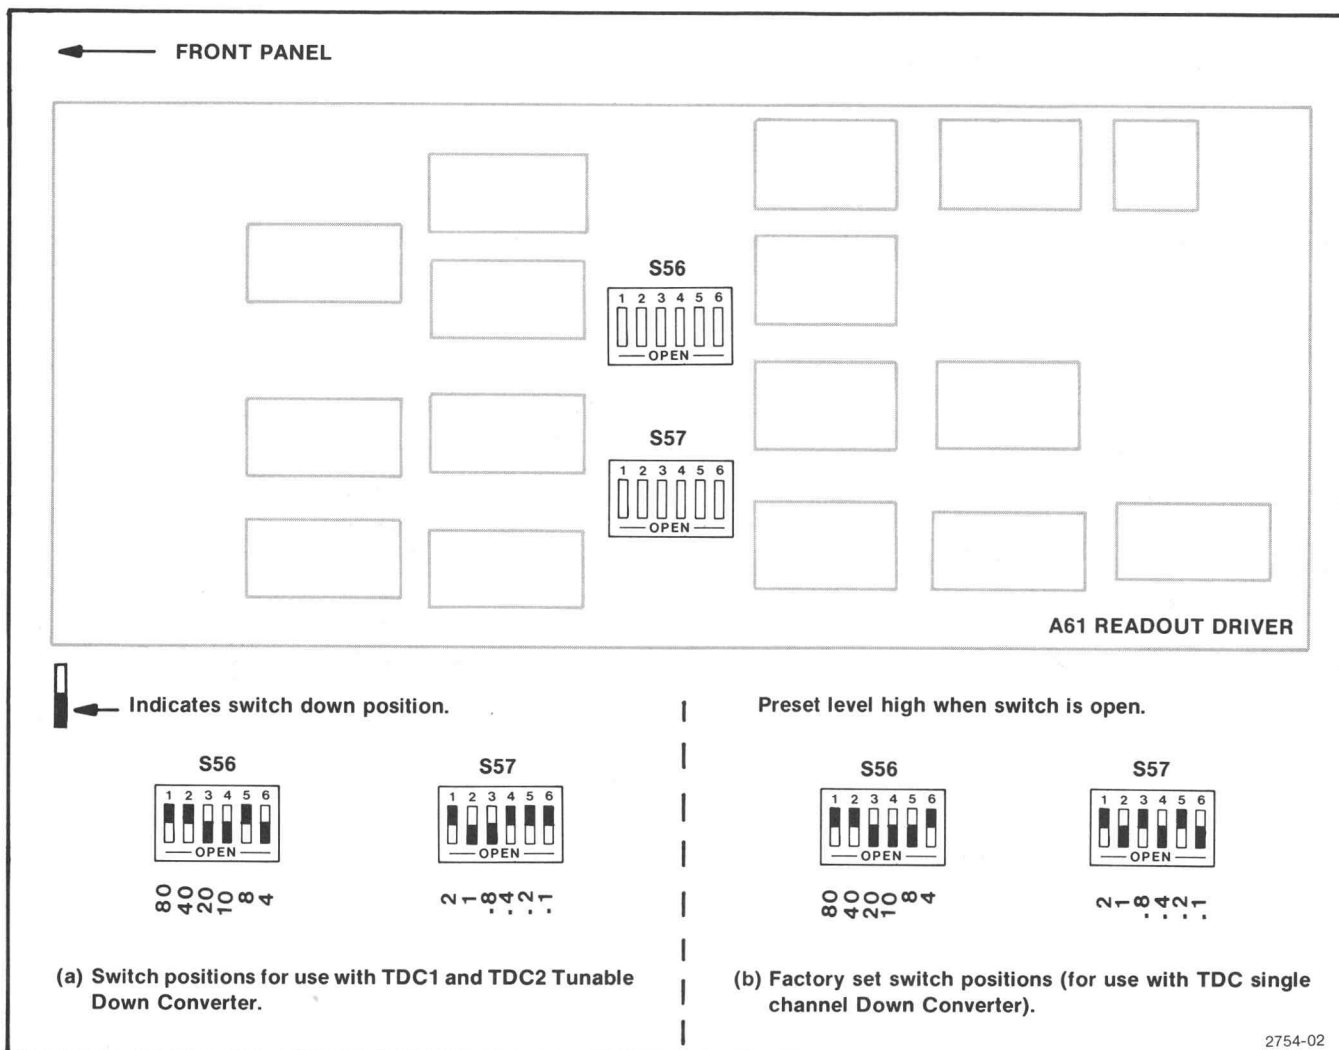 FRONT PANEL
S56
1 2 3 4 5 6
OPEN
S57
1 2 3 4 5 6
OPEN
A61 READOUT DRIVER
Indicates switch down position.
S56
1 2 3 4 5 6
OPEN
80 40 20 10 8 4
S57
1 2 3 4 5 6
OPEN
2 1 .8 .4 .2 .1
(a) Switch positions for use with TDC1 and TDC2 Tunable
Down Converter.
Preset level high when switch is open.
S56
1 2 3 4 5 6
OPEN
80 40 20 10 8 4
S57
1 2 3 4 5 6
OPEN
2 1 .8 .4 .2 .1
(b) Factory set switch positions (for use with TDC single
channel Down Converter).
2754-02